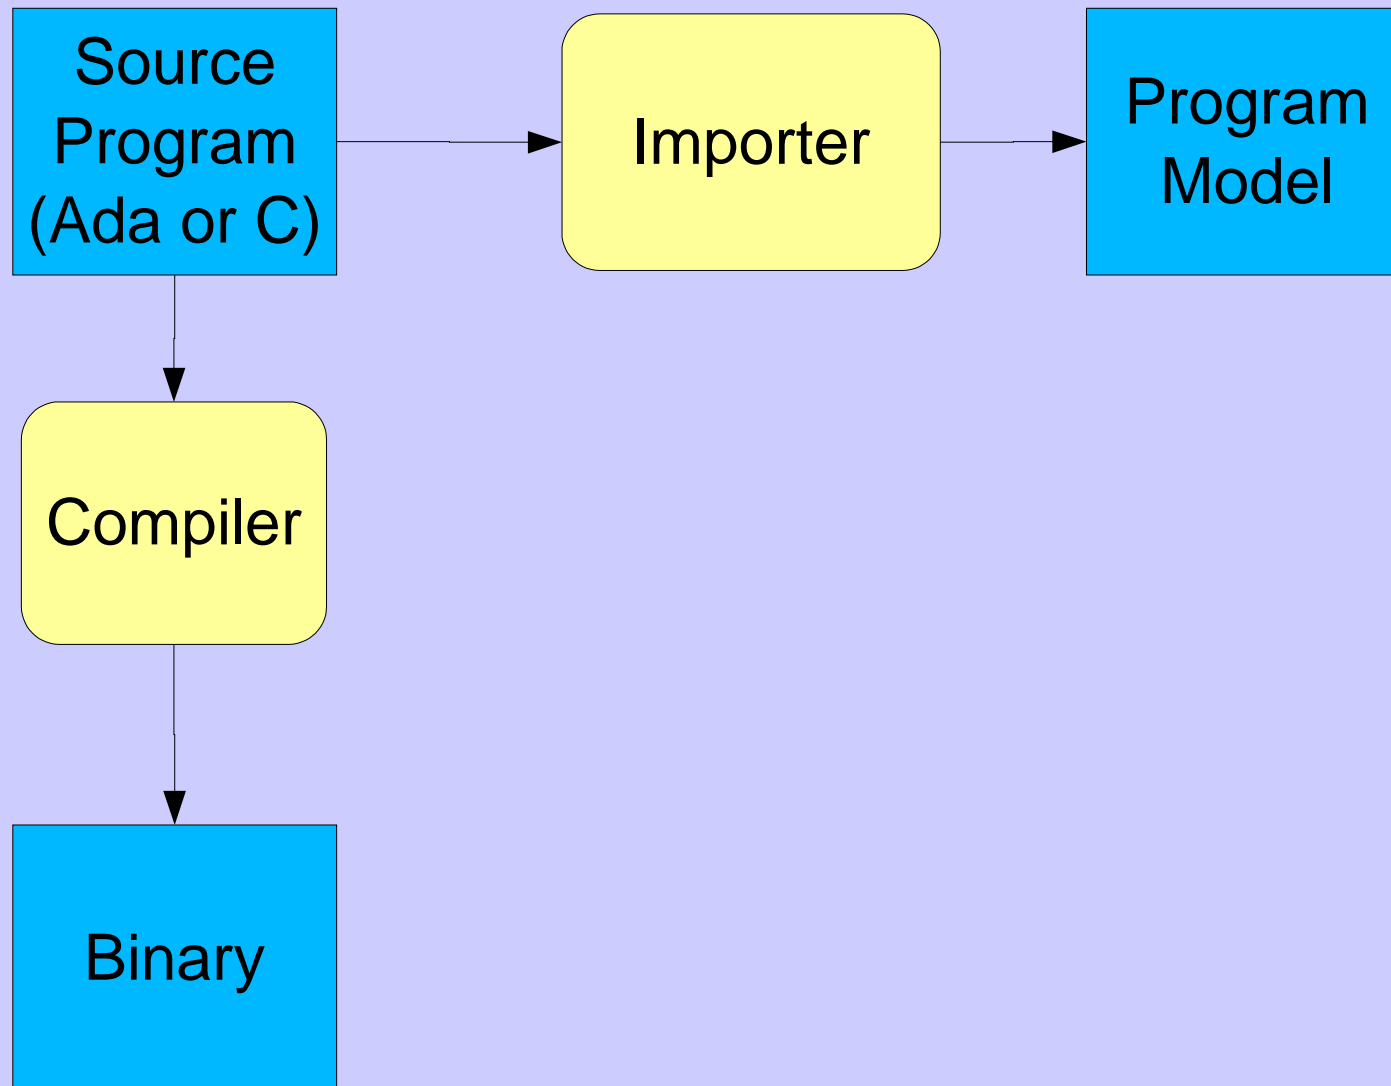 Source
Program
(Ada or C)
Importer
Program
Model
Compiler
Binary